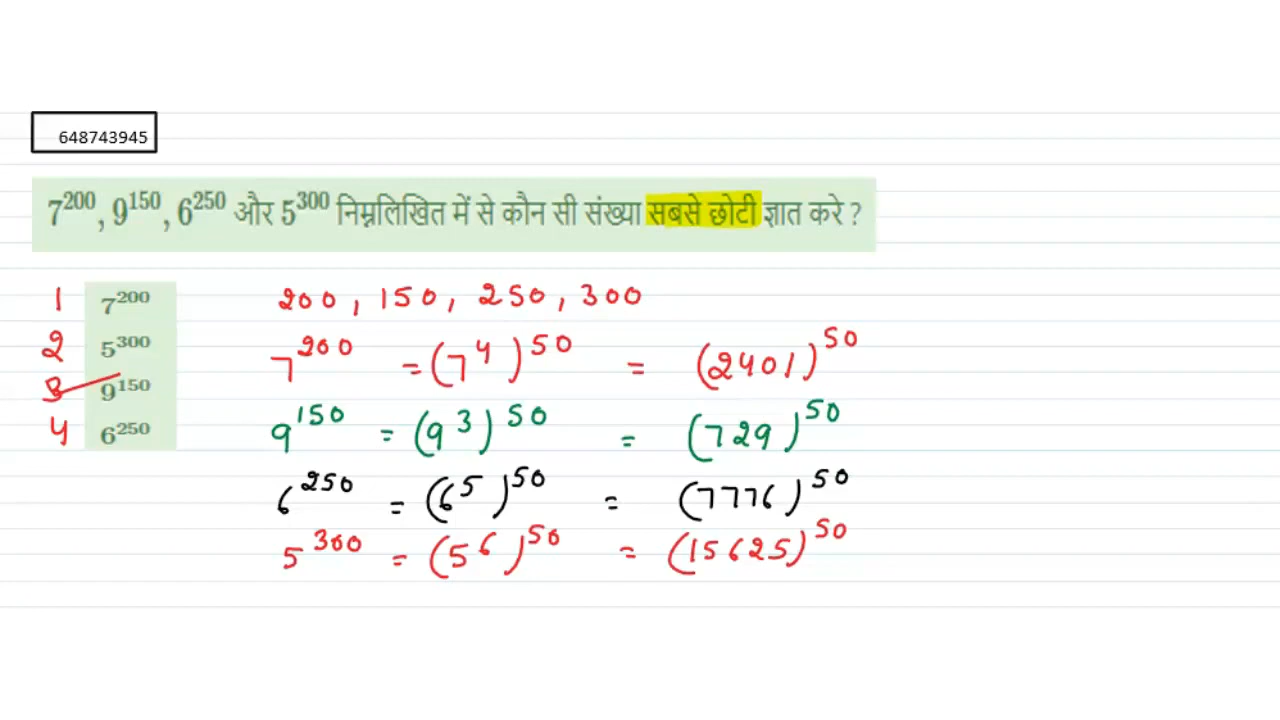 648743945
7^200, 9^150, 6^250 और 5^300 निम्नलिखित में से कौन सी संख्या सबसे छोटी ज्ञात करे ?
1 7^200
2 5^300
3 9^150
4 6^250
200, 150, 250, 300
7^200 = (7^4)^50 = (2401)^50
9^150 = (9^3)^50 = (729)^50
6^250 = (6^5)^50 = (7776)^50
5^300 = (5^6)^50 = (15625)^50